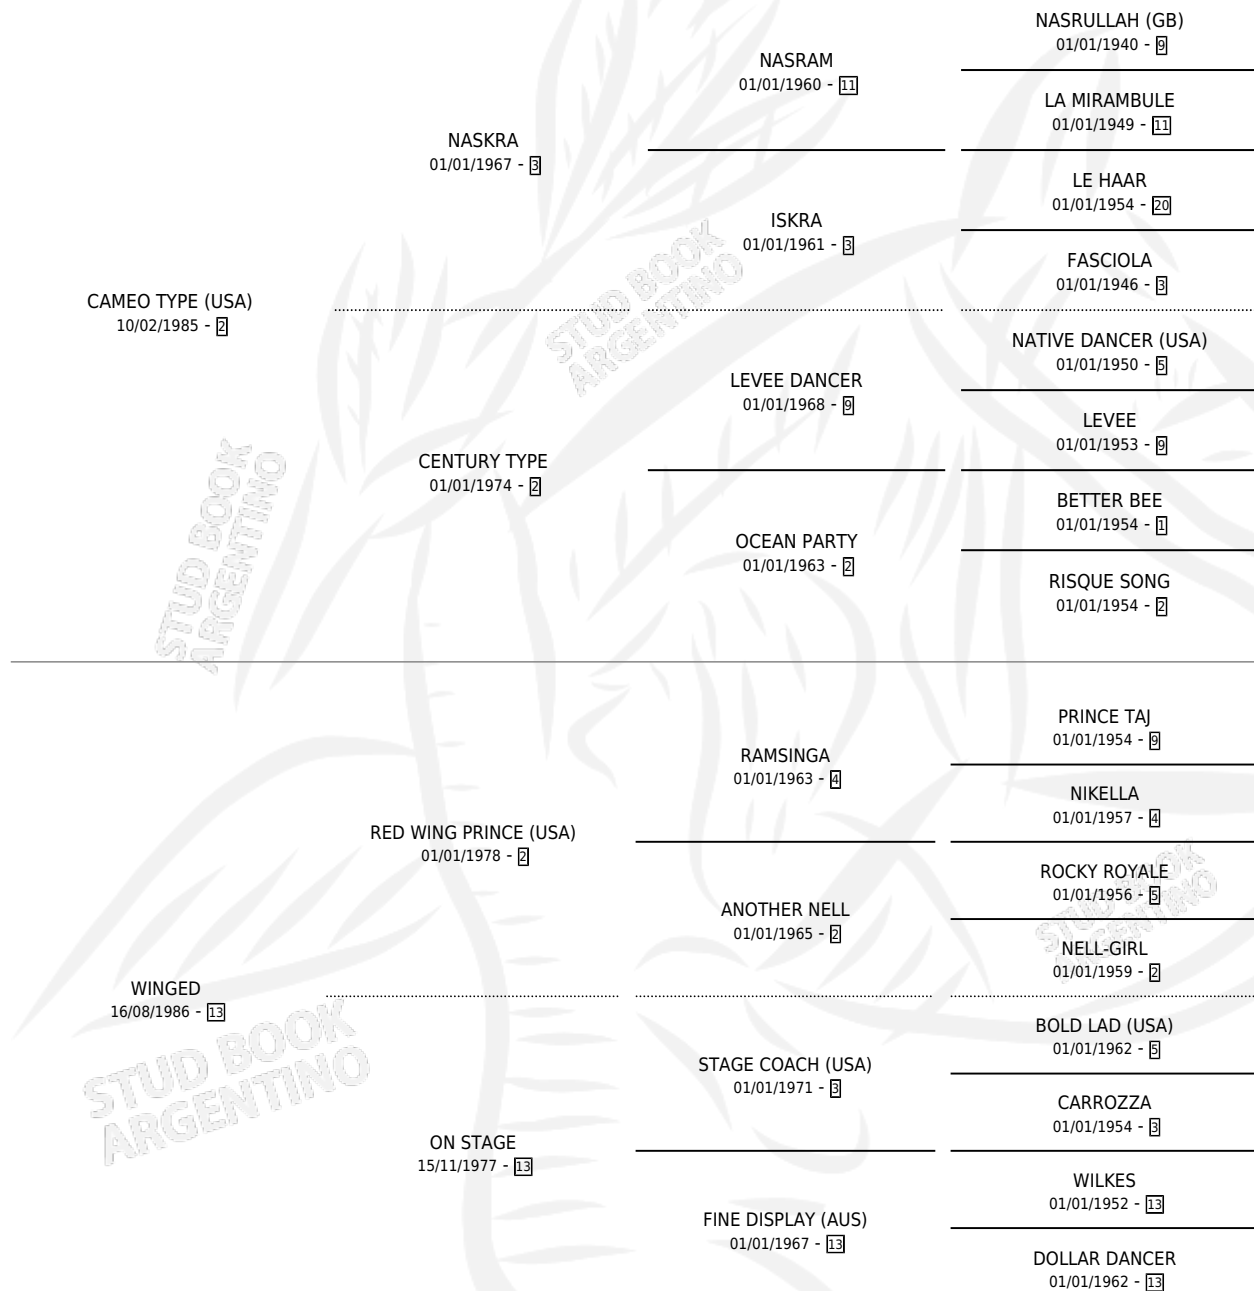 NASRULLAH (GB)
01/01/1940 - 9
NASRAM
01/01/1960 - 11
LA MIRAMBULE
01/01/1949 - 11
NASKRA
01/01/1967 - 3
LE HAAR
01/01/1954 - 20
ISKRA
01/01/1961 - 3
FASCIOLA
01/01/1946 - 3
CAMEO TYPE (USA)
10/02/1985 - 2
NATIVE DANCER (USA)
01/01/1950 - 5
LEVEE DANCER
01/01/1968 - 9
LEVEE
01/01/1953 - 9
CENTURY TYPE
01/01/1974 - 2
BETTER BEE
01/01/1954 - 1
OCEAN PARTY
01/01/1963 - 2
RISQUE SONG
01/01/1954 - 2
PRINCE TAJ
01/01/1954 - 9
RAMSINGA
01/01/1963 - 4
NIKELLA
01/01/1957 - 4
RED WING PRINCE (USA)
01/01/1978 - 2
ROCKY ROYALE
01/01/1956 - 5
ANOTHER NELL
01/01/1965 - 2
NELL-GIRL
01/01/1959 - 2
WINGED
16/08/1986 - 13
BOLD LAD (USA)
01/01/1962 - 5
STAGE COACH (USA)
01/01/1971 - 3
CARROZZA
01/01/1954 - 3
ON STAGE
15/11/1977 - 13
WILKES
01/01/1952 - 13
FINE DISPLAY (AUS)
01/01/1967 - 13
DOLLAR DANCER
01/01/1962 - 13
STUD BOOK
ARGENTINO
STUD BOOK
ARGENTINO
STUD BOOK
ARGENTINO
STUD BOOK
ARGENTINO